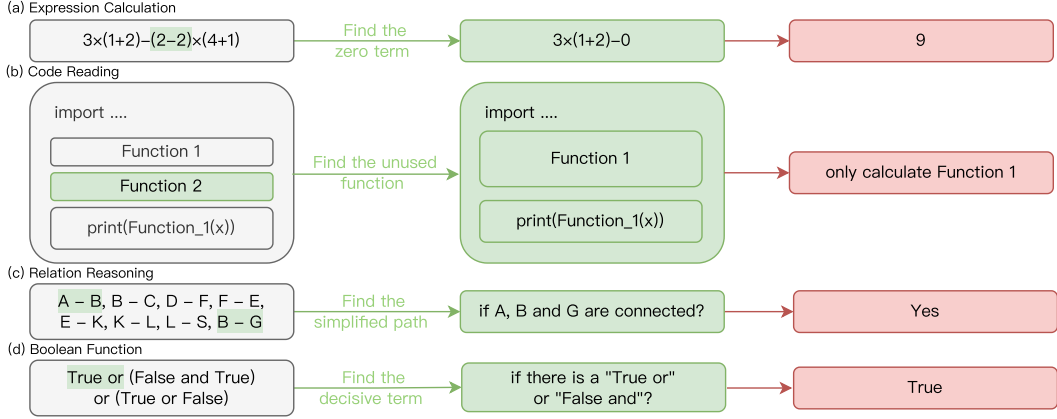 (a) Expression Calculation
3×(1+2)−(2−2)×(4+1)
Find the
zero term
3×(1+2)−0
9
(b) Code Reading
import ....
Function 1
Function 2
print(Function_1(x))
Find the unused
function
import ....
Function 1
print(Function_1(x))
only calculate Function 1
(c) Relation Reasoning
A − B, B − C, D − F, F − E,
E − K, K − L, L − S, B − G
Find the
simplified path
if A, B and G are connected?
Yes
(d) Boolean Function
True or (False and True)
or (True or False)
Find the
decisive term
if there is a "True or"
or "False and"?
True